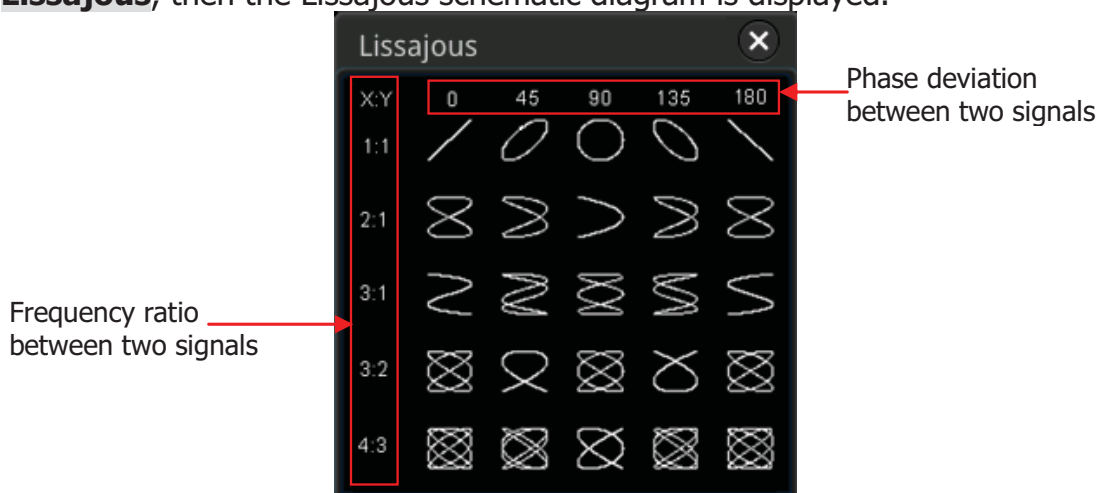 Lissajous, then the Lissajous schematic diagram is displayed.
Lissajous
X:Y 0 45 90 135 180
Phase deviation
between two signals
1:1
2:1
3:1
Frequency ratio
between two signals
3:2
4:3